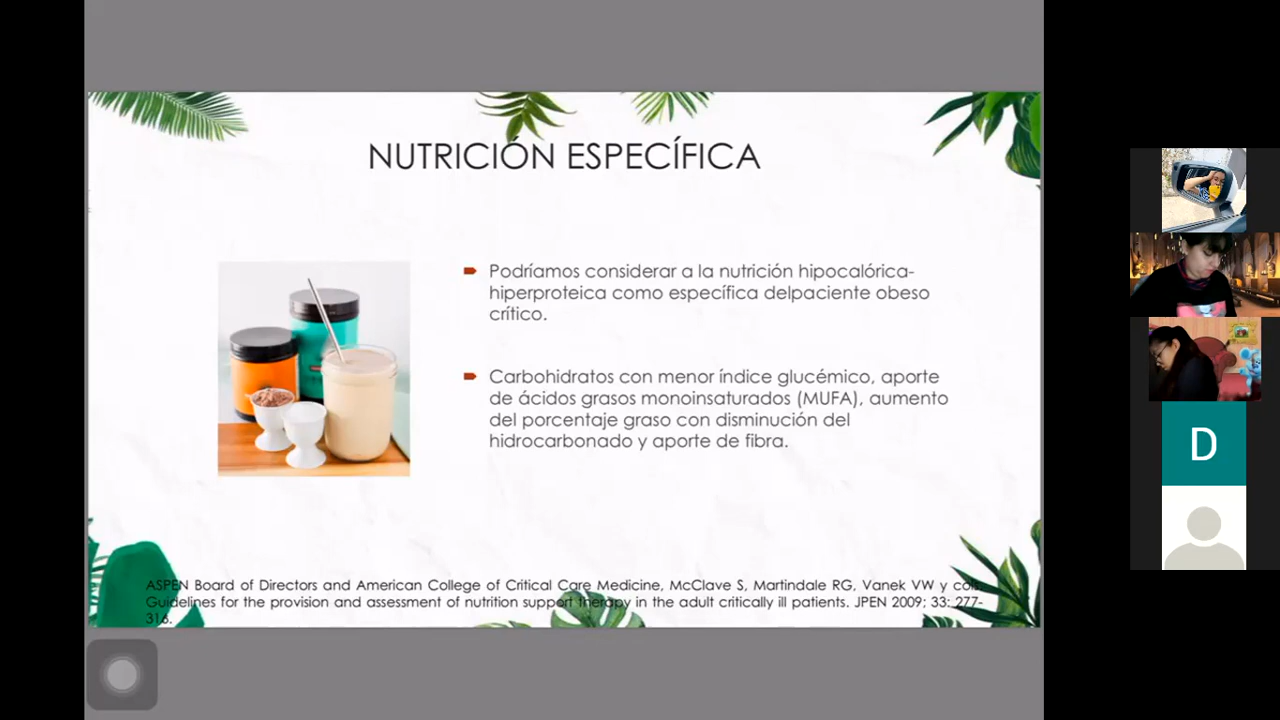 NUTRICIÓN ESPECÍFICA
Podríamos considerar a la nutrición hipocalórica-
hiperproteica como específica delpaciente obeso
crítico.
Carbohidratos con menor índice glucémico, aporte
de ácidos grasos monoinsaturados (MUFA), aumento
del porcentaje graso con disminución del
hidrocarbonado y aporte de fibra.
ASPEN Board of Directors and American College of Critical Care Medicine, McClave S, Martindale RG, Vanek VW y cols.
Guidelines for the provision and assessment of nutrition support therapy in the adult critically ill patients. JPEN 2009; 33: 277-
316.
D